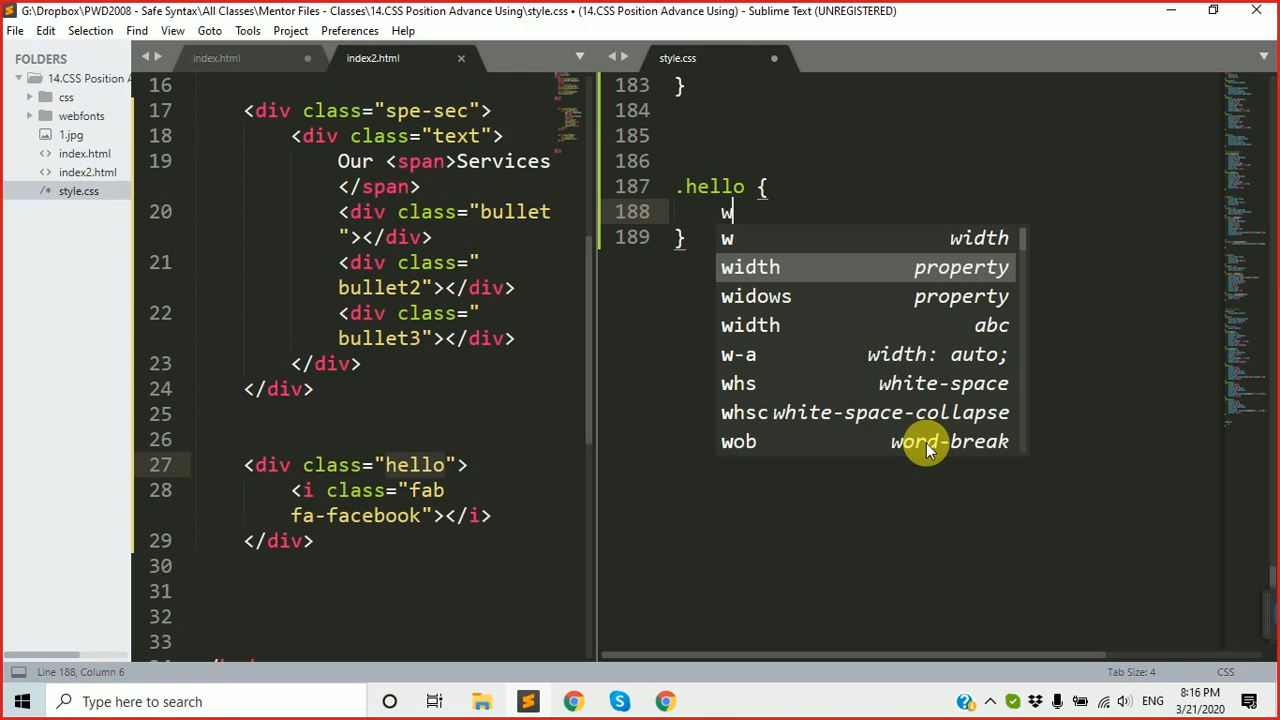 G:\Dropbox\PWD2008 - Safe Syntax\All Classes\Mentor Files - Classes\14.CSS Position Advance Using\style.css • (14.CSS Position Advance Using) - Sublime Text (UNREGISTERED)
File Edit Selection Find View Goto Tools Project Preferences Help
FOLDERS
14.CSS Position A
css
webfonts
1.jpg
index.html
index2.html
style.css
index.html
index2.html
16
17 <div class="spe-sec">
18 <div class="text">
19 Our <span>Services
</span>
20 <div class="bullet
"></div>
21 <div class="
bullet2"></div>
22 <div class="
bullet3"></div>
23 </div>
24 </div>
25
26
27 <div class="hello">
28 <i class="fab
fa-facebook"></i>
29 </div>
30
31
32
33
style.css
183 }
184
185
186
187 .hello {
188 w
189 }
w width
width property
widows property
width abc
w-a width: auto;
whs white-space
whsc white-space-collapse
wob word-break
Line 188, Column 6
Tab Size: 4 CSS
Type here to search
ENG
8:16 PM
3/21/2020